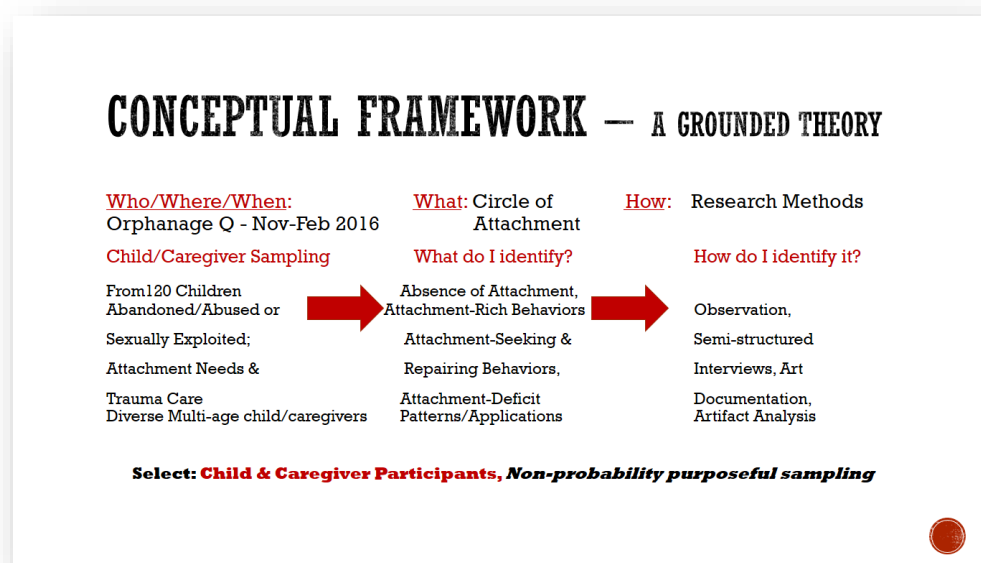 CONCEPTUAL FRAMEWORK — A GROUNDED THEORY
Who/Where/When:
Orphanage Q - Nov-Feb 2016
Child/Caregiver Sampling
From120 Children
Abandoned/Abused or
Sexually Exploited;
Attachment Needs &
Trauma Care
Diverse Multi-age child/caregivers
What: Circle of
Attachment
What do I identify?
Absence of Attachment,
Attachment-Rich Behaviors
Attachment-Seeking &
Repairing Behaviors,
Attachment-Deficit
Patterns/Applications
How: Research Methods
How do I identify it?
Observation,
Semi-structured
Interviews, Art
Documentation,
Artifact Analysis
Select: Child & Caregiver Participants, Non-probability purposeful sampling